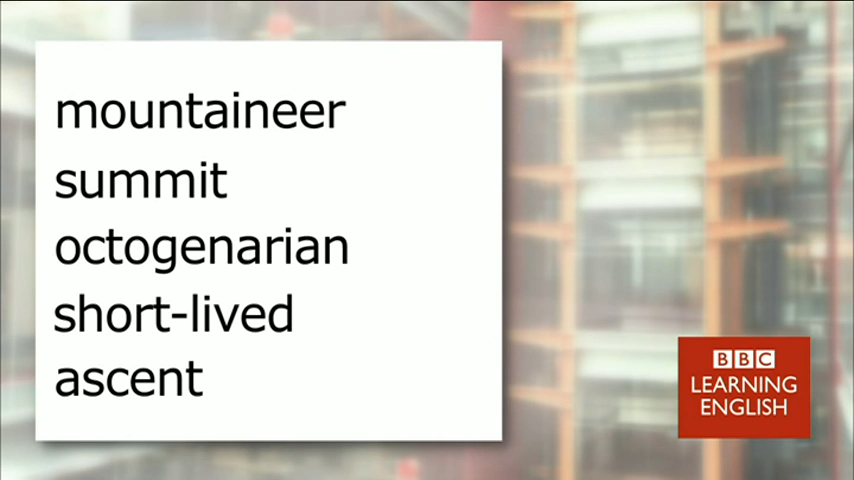 mountaineer
summit
octogenarian
short-lived
ascent
BBC
LEARNING
ENGLISH